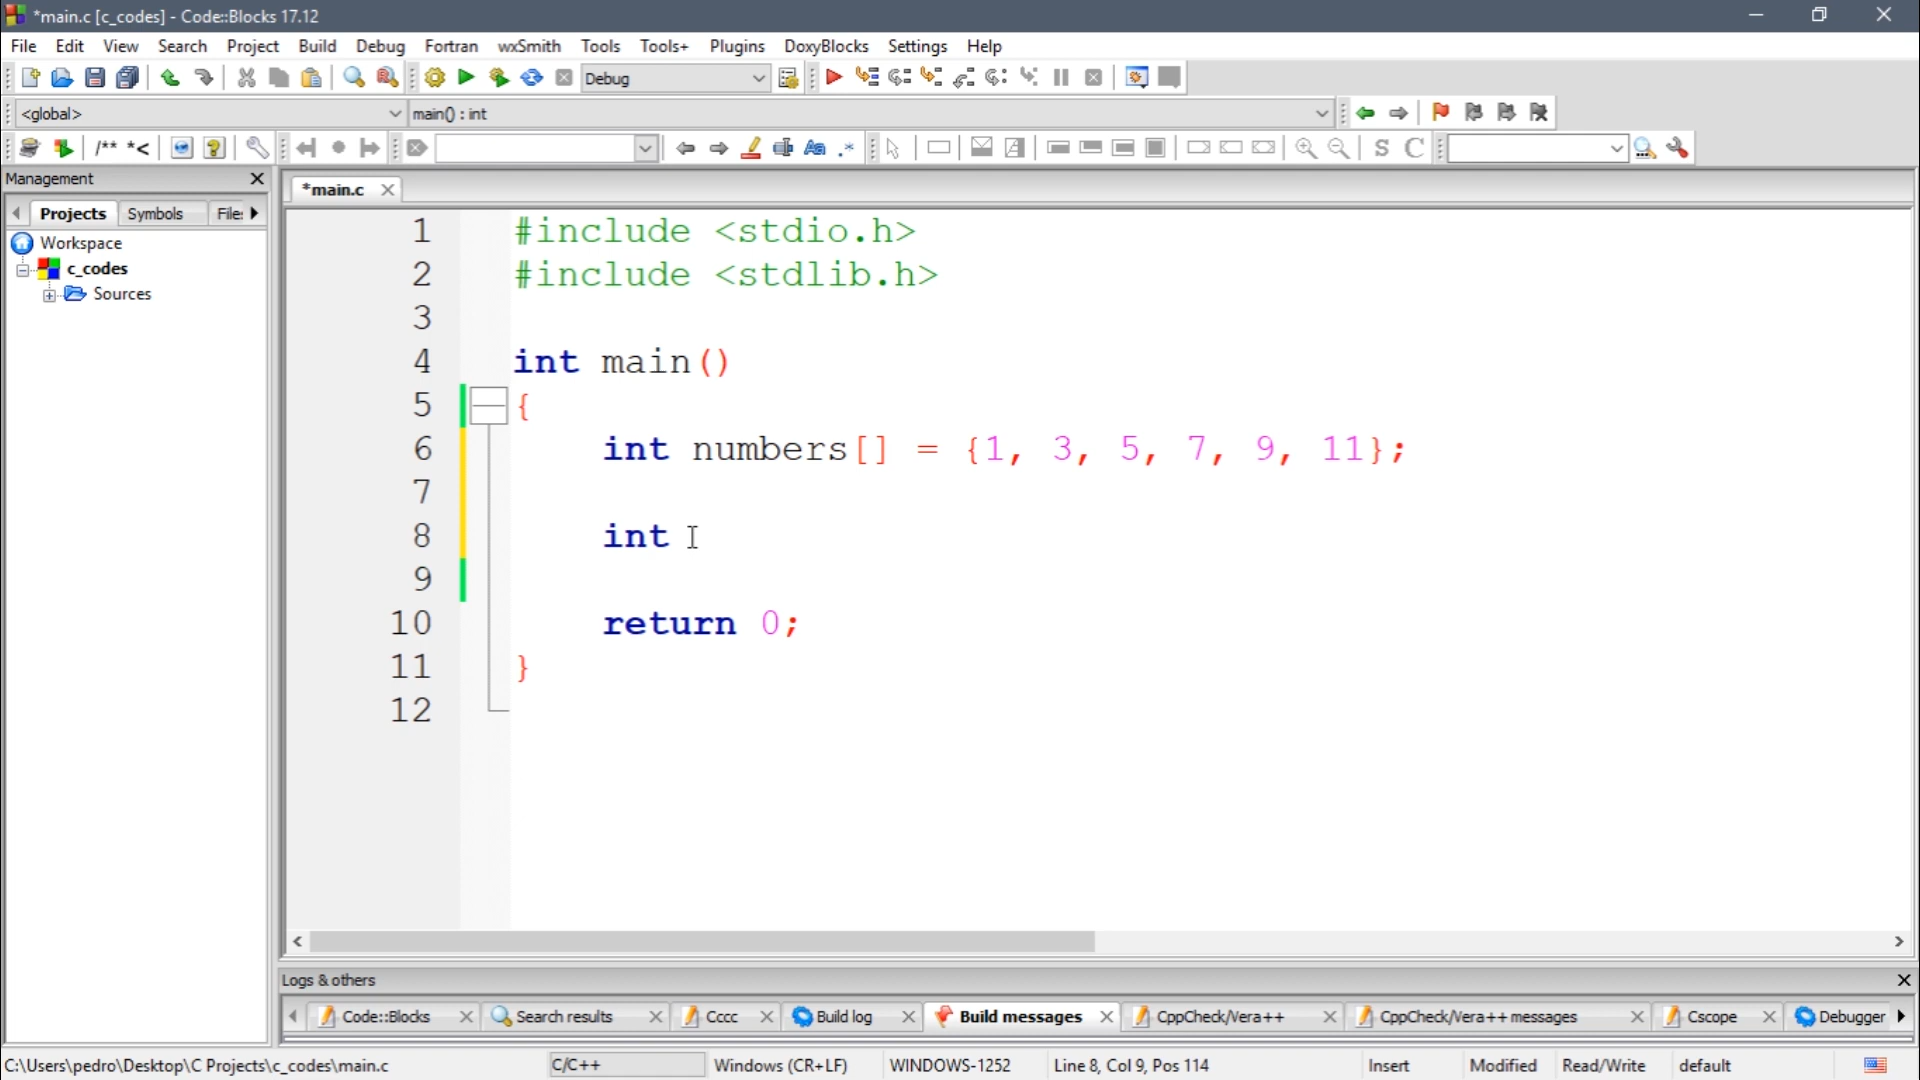 *main.c [c_codes] - Code::Blocks 17.12
File Edit View Search Project Build Debug Fortran wxSmith Tools Tools+ Plugins DoxyBlocks Settings Help
Debug
<global> main() : int
/** *< Aa .* S C
Management
*main.c
Projects Symbols Files
Workspace
c_codes
Sources
1 #include <stdio.h>
2 #include <stdlib.h>
3
4 int main()
5 {
6 int numbers[] = {1, 3, 5, 7, 9, 11};
7
8 int
9
10 return 0;
11 }
12
Logs & others
Code::Blocks Search results Cccc Build log Build messages CppCheck/Vera++ CppCheck/Vera++ messages Cscope Debugger
C:\Users\pedro\Desktop\C Projects\c_codes\main.c C/C++ Windows (CR+LF) WINDOWS-1252 Line 8, Col 9, Pos 114 Insert Modified Read/Write default